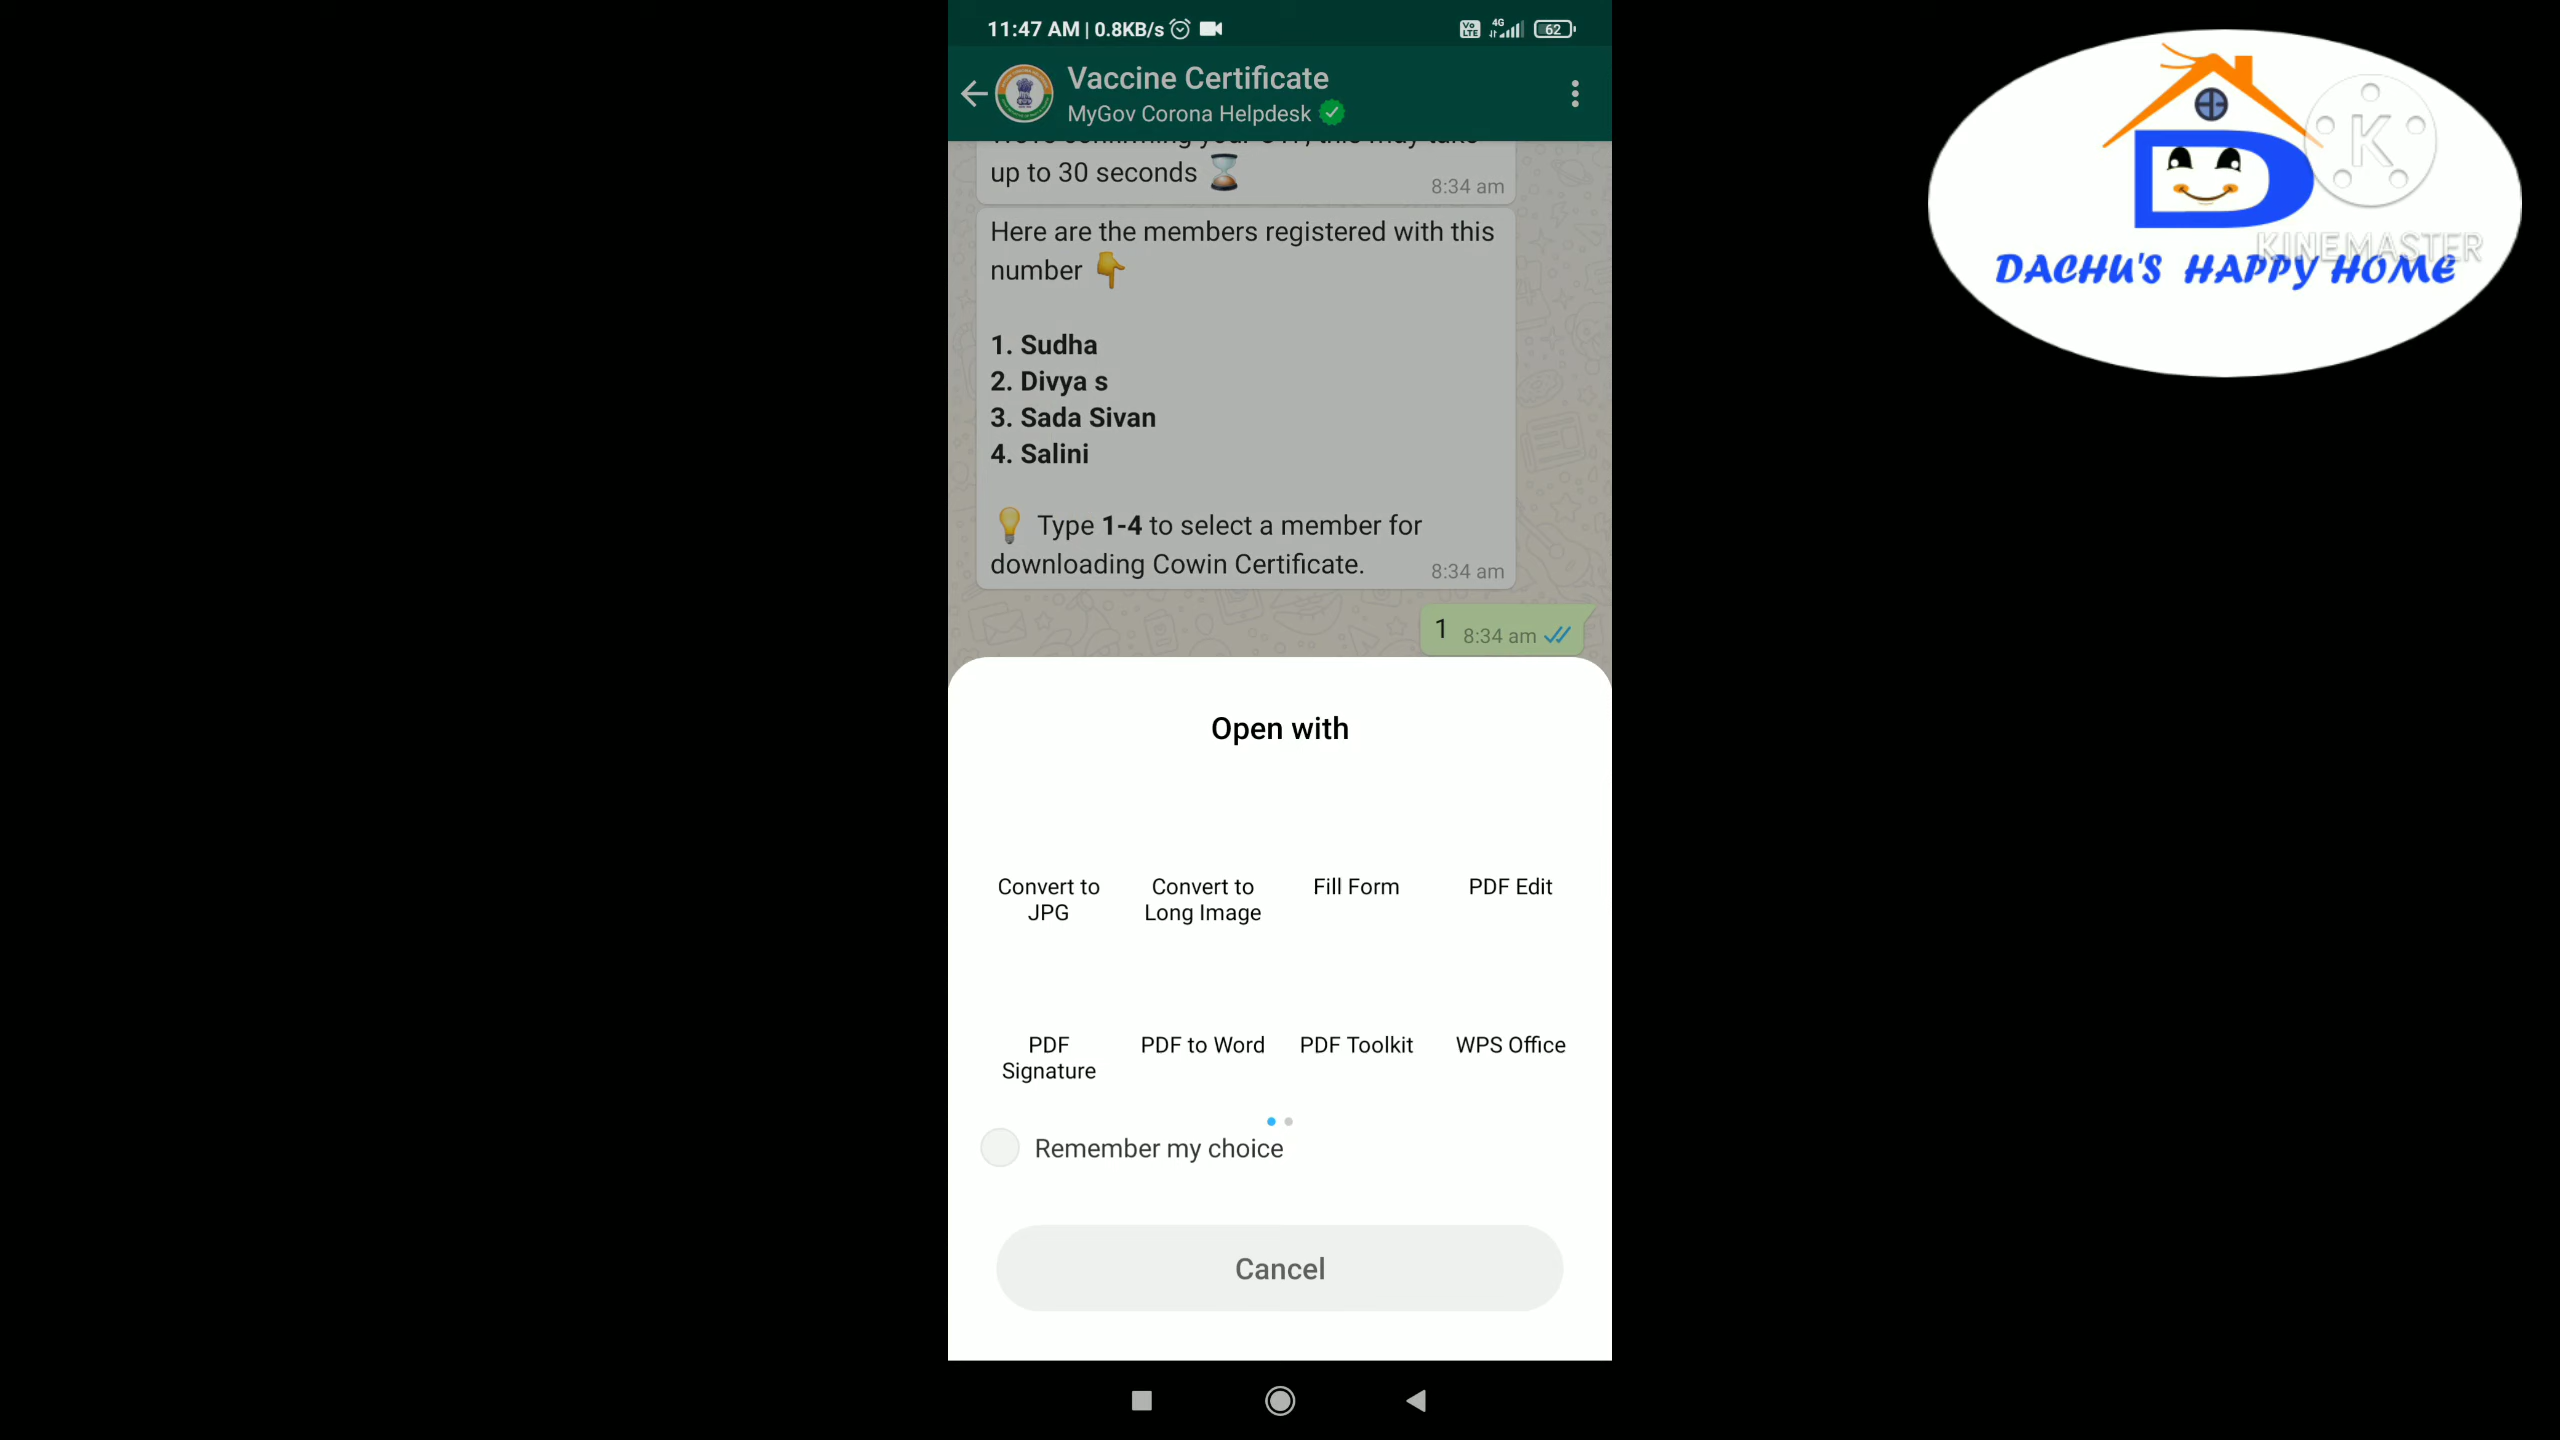 11:47 AM | 0.8KB/s
Vo LTE 4G 62
Vaccine Certificate
MyGov Corona Helpdesk
up to 30 seconds ⌛
8:34 am
Here are the members registered with this
number 👇
1. Sudha
2. Divya s
3. Sada Sivan
4. Salini
💡 Type 1-4 to select a member for
downloading Cowin Certificate.
8:34 am
1 8:34 am
Open with
Convert to
JPG
Convert to
Long Image
Fill Form
PDF Edit
PDF
Signature
PDF to Word
PDF Toolkit
WPS Office
Remember my choice
Cancel
K
KINEMASTER
DACHU'S HAPPY HOME